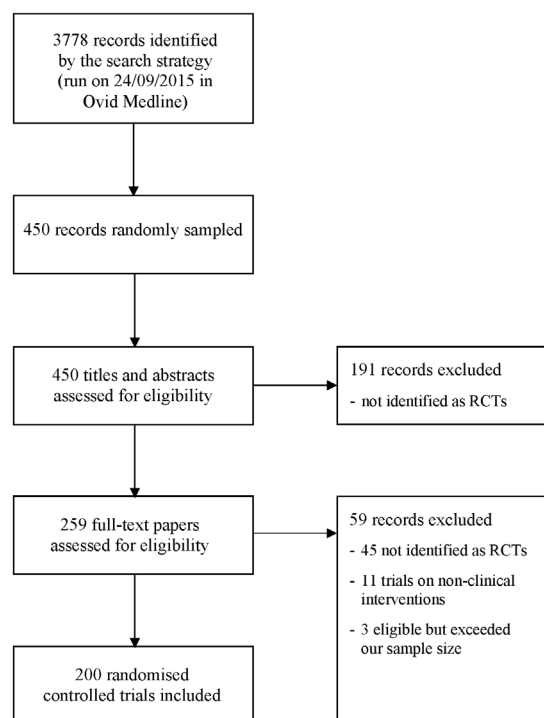 3778 records identified
by the search strategy
(run on 24/09/2015 in
Ovid Medline)
450 records randomly sampled
450 titles and abstracts
assessed for eligibility
191 records excluded
- not identified as RCTs
259 full-text papers
assessed for eligibility
59 records excluded
- 45 not identified as RCTs
- 11 trials on non-clinical
interventions
- 3 eligible but exceeded
our sample size
200 randomised
controlled trials included